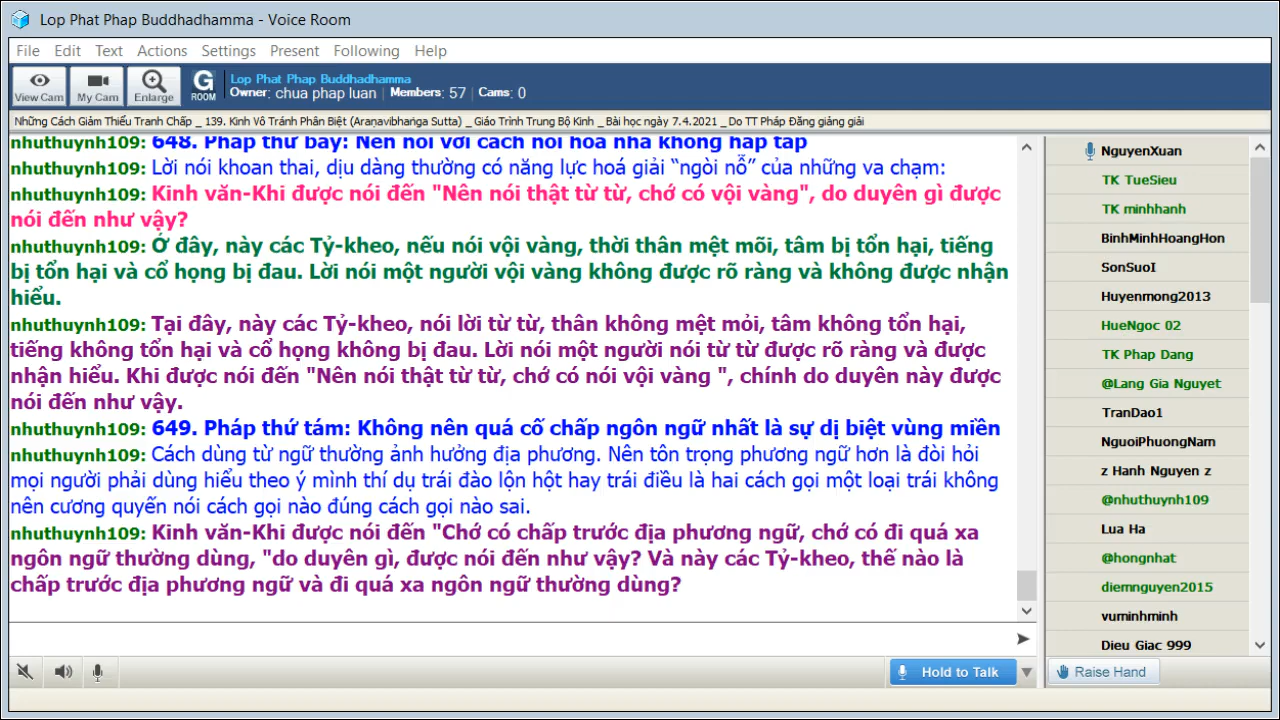 Lop Phat Phap Buddhadhamma - Voice Room
File Edit Text Actions Settings Present Following Help
View Cam My Cam Enlarge G ROOM
Lop Phat Phap Buddhadhamma
Owner: chua phap luan | Members: 57 | Cams: 0
Những Cách Giảm Thiểu Tranh Chấp _ 139. Kinh Vô Tránh Phân Biệt (Araṇavibhaṅga Sutta) _Giáo Trình Trung Bộ Kinh _Bài học ngày 7.4.2021 _Do TT Pháp Đăng giảng giải
nhuthuynh109: 648. Pháp thứ bảy: Nên nói với cách nói hoà nhã không hấp tấp
nhuthuynh109: Lời nói khoan thai, dịu dàng thường có năng lực hoá giải “ngòi nỗ” của những va chạm:
nhuthuynh109: Kinh văn-Khi được nói đến "Nên nói thật từ từ, chớ có vội vàng", do duyên gì được
nói đến như vậy?
nhuthuynh109: Ở đây, này các Tỷ-kheo, nếu nói vội vàng, thời thân mệt mõi, tâm bị tổn hại, tiếng
bị tổn hại và cổ họng bị đau. Lời nói một người vội vàng không được rõ ràng và không được nhận
hiểu.
nhuthuynh109: Tại đây, này các Tỷ-kheo, nói lời từ từ, thân không mệt mỏi, tâm không tổn hại,
tiếng không tổn hại và cổ họng không bị đau. Lời nói một người nói từ từ được rõ ràng và được
nhận hiểu. Khi được nói đến "Nên nói thật từ từ, chớ có nói vội vàng ", chính do duyên này được
nói đến như vậy.
nhuthuynh109: 649. Pháp thứ tám: Không nên quá cố chấp ngôn ngữ nhất là sự dị biệt vùng miền
nhuthuynh109: Cách dùng từ ngữ thường ảnh hưởng địa phương. Nên tôn trọng phương ngữ hơn là đòi hỏi
mọi người phải dùng hiểu theo ý mình thí dụ trái đào lộn hột hay trái điều là hai cách gọi một loại trái không
nên cương quyến nói cách gọi nào đúng cách gọi nào sai.
nhuthuynh109: Kinh văn-Khi được nói đến "Chớ có chấp trước địa phương ngữ, chớ có đi quá xa
ngôn ngữ thường dùng, "do duyên gì, được nói đến như vậy? Và này các Tỷ-kheo, thế nào là
chấp trước địa phương ngữ và đi quá xa ngôn ngữ thường dùng?
NguyenXuan
TK TueSieu
TK minhhanh
BinhMinhHoangHon
SonSuoI
Huyenmong2013
HueNgoc 02
TK Phap Dang
@Lang Gia Nguyet
TranDao1
NguoiPhuongNam
z Hanh Nguyen z
@nhuthuynh109
Lua Ha
@hongnhat
diemnguyen2015
vuminhminh
Dieu Giac 999
Hold to Talk
Raise Hand